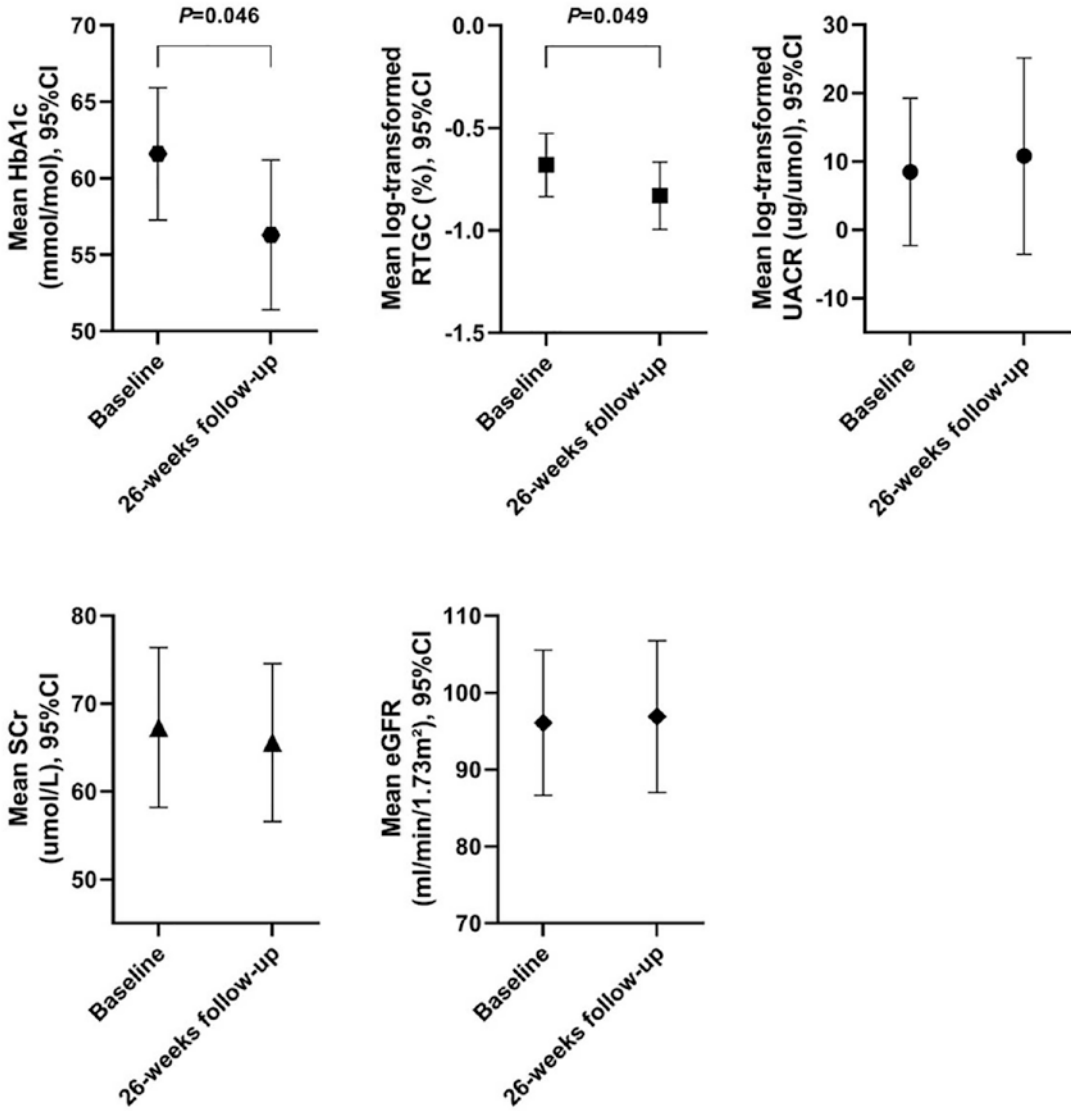 P=0.046
Mean HbA1c
(mmol/mol), 95%CI
70
65
60
55
50
Baseline
26-weeks follow-up
P=0.049
Mean log-transformed
RTGC (%), 95%CI
-0.0
-0.5
-1.0
-1.5
Baseline
26-weeks follow-up
Mean log-transformed
UACR (ug/umol), 95%CI
30
20
10
0
-10
Baseline
26-weeks follow-up
Mean SCr
(umol/L), 95%CI
80
70
60
50
Baseline
26-weeks follow-up
Mean eGFR
(ml/min/1.73m²), 95%CI
110
100
90
80
70
Baseline
26-weeks follow-up